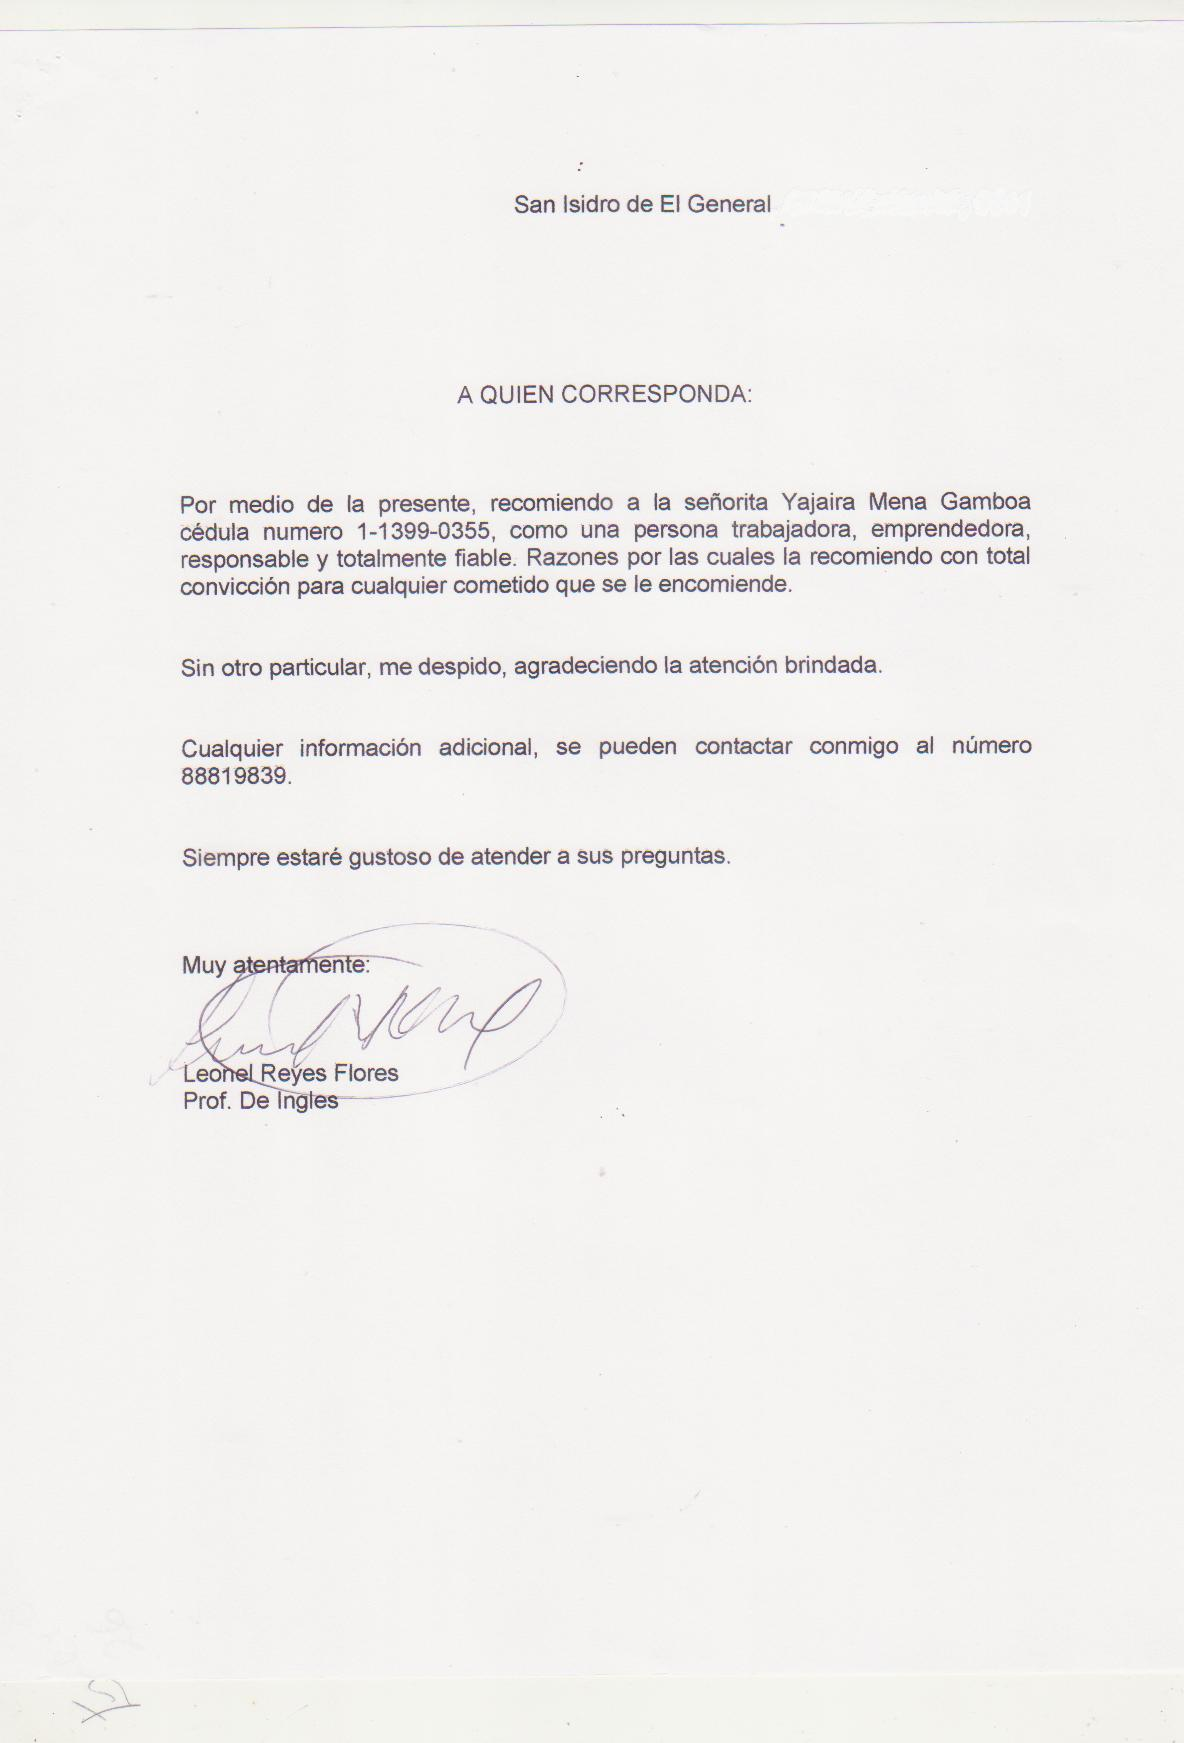 San Isidro de El General
A QUIEN CORRESPONDA:
Por medio de la presente, recomiendo a la señorita Yajaira Mena Gamboa
cédula numero 1-1399-0355, como una persona trabajadora, emprendedora,
responsable y totalmente fiable. Razones por las cuales la recomiendo con total
convicción para cualquier cometido que se le encomiende.
Sin otro particular, me despido, agradeciendo la atención brindada.
Cualquier información adicional, se pueden contactar conmigo al número
88819839.
Siempre estaré gustoso de atender a sus preguntas.
Muy atentamente:
Leonel Reyes Flores
Prof. De Ingles